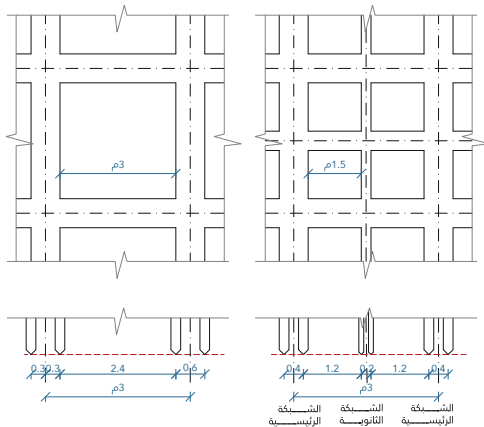 3م
1.5م
0.3
0.3
2.4
0.6
3م
0.4
1.2
0.2
1.2
0.4
3م
الشبكة الرئيسية
الشبكة الثانوية
الشبكة الرئيسية